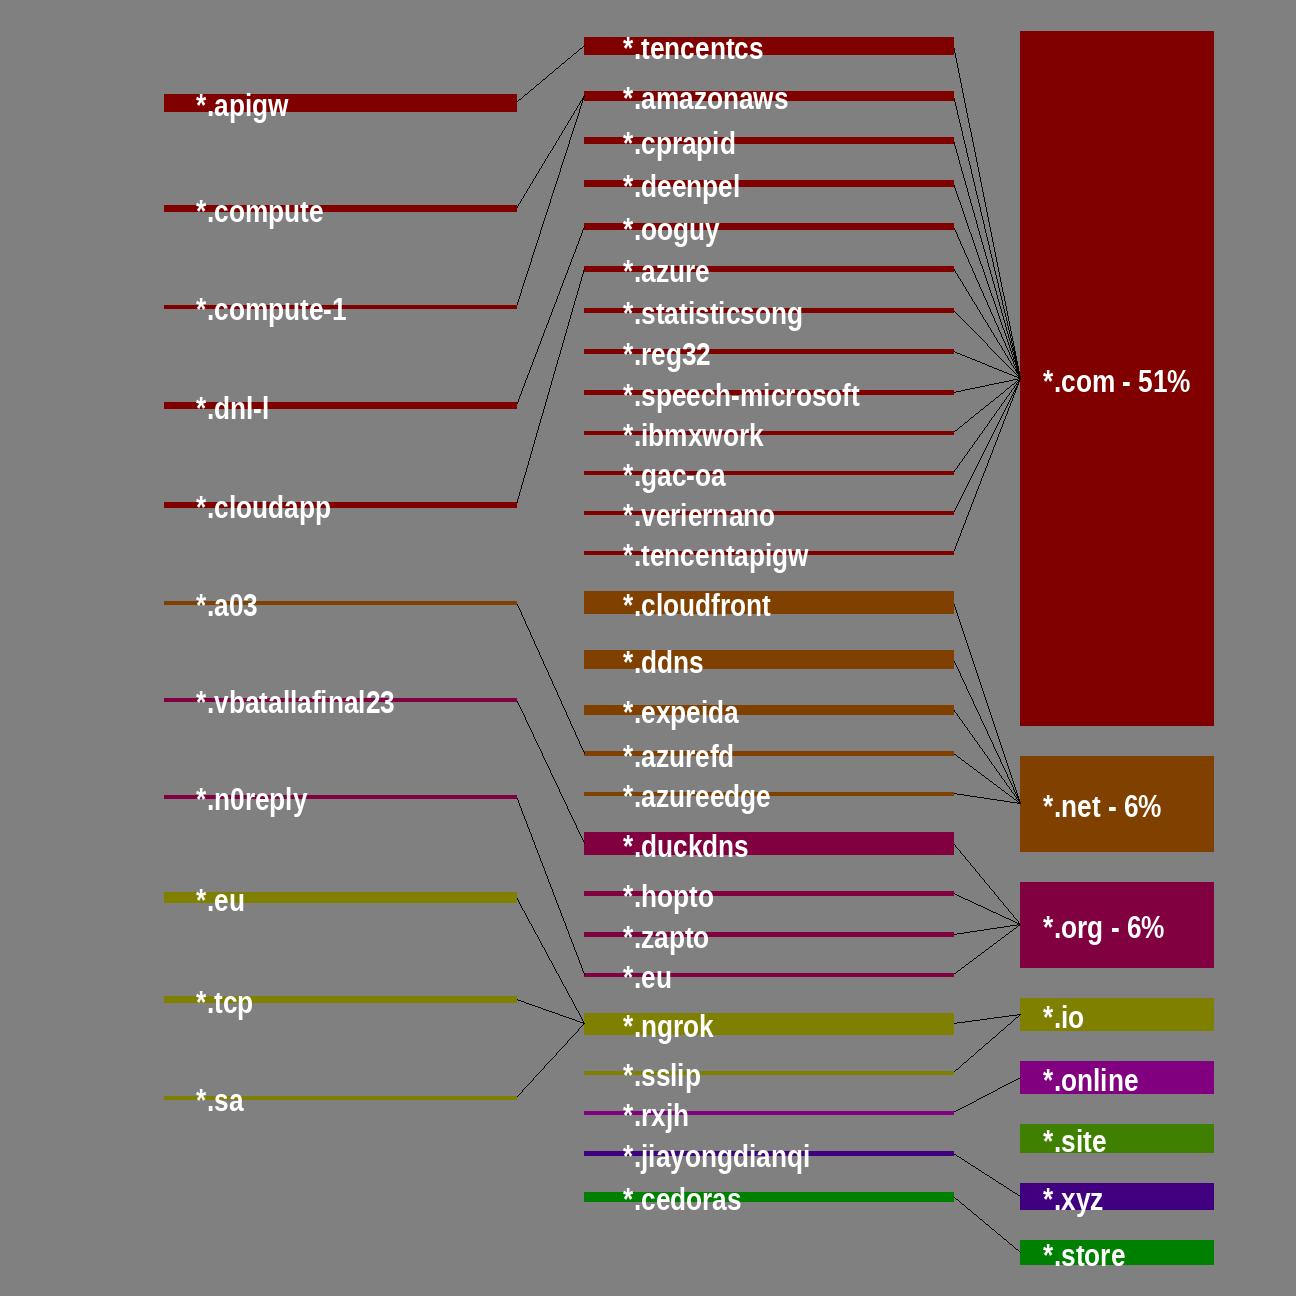 *.apigw
*.compute
*.compute-1
*.dnl-l
*.cloudapp
*.a03
*.vbatallafinal23
*.n0reply
*.eu
*.tcp
*.sa
*.tencentcs
*.amazonaws
*.cprapid
*.deenpel
*.ooguy
*.azure
*.statisticsong
*.reg32
*.speech-microsoft
*.ibmxwork
*.gac-oa
*.veriernano
*.tencentapigw
*.cloudfront
*.ddns
*.expeida
*.azurefd
*.azureedge
*.duckdns
*.hopto
*.zapto
*.eu
*.ngrok
*.sslip
*.rxjh
*.jiayongdianqi
*.cedoras
*.com - 51%
*.net - 6%
*.org - 6%
*.io
*.online
*.site
*.xyz
*.store